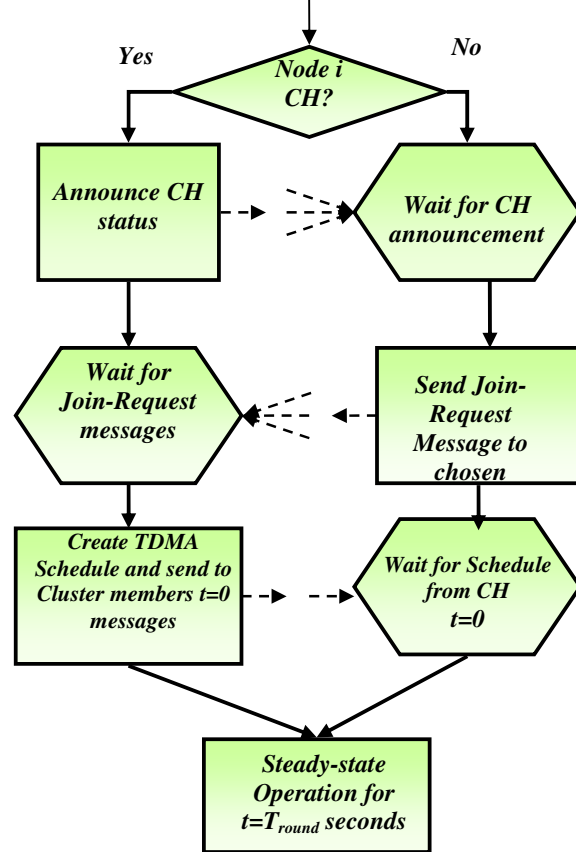 Yes
No
Node i
CH?
Announce CH
status
Wait for CH
announcement
Wait for
Join-Request
messages
Send Join-
Request
Message to
chosen
Create TDMA
Schedule and send to
Cluster members t=0
messages
Wait for Schedule
from CH
t=0
Steady-state
Operation for
t=Tround seconds